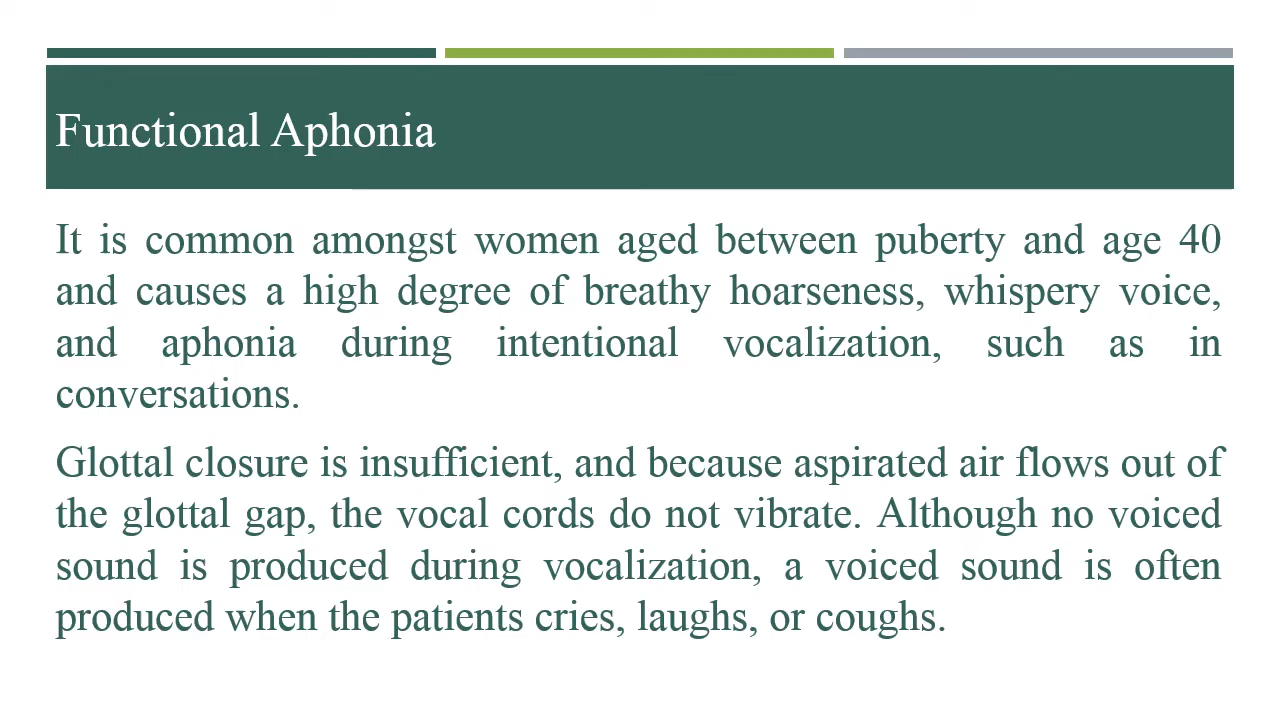 Functional Aphonia
It is common amongst women aged between puberty and age 40
and causes a high degree of breathy hoarseness, whispery voice,
and aphonia during intentional vocalization, such as in
conversations.
Glottal closure is insufficient, and because aspirated air flows out of
the glottal gap, the vocal cords do not vibrate. Although no voiced
sound is produced during vocalization, a voiced sound is often
produced when the patients cries, laughs, or coughs.